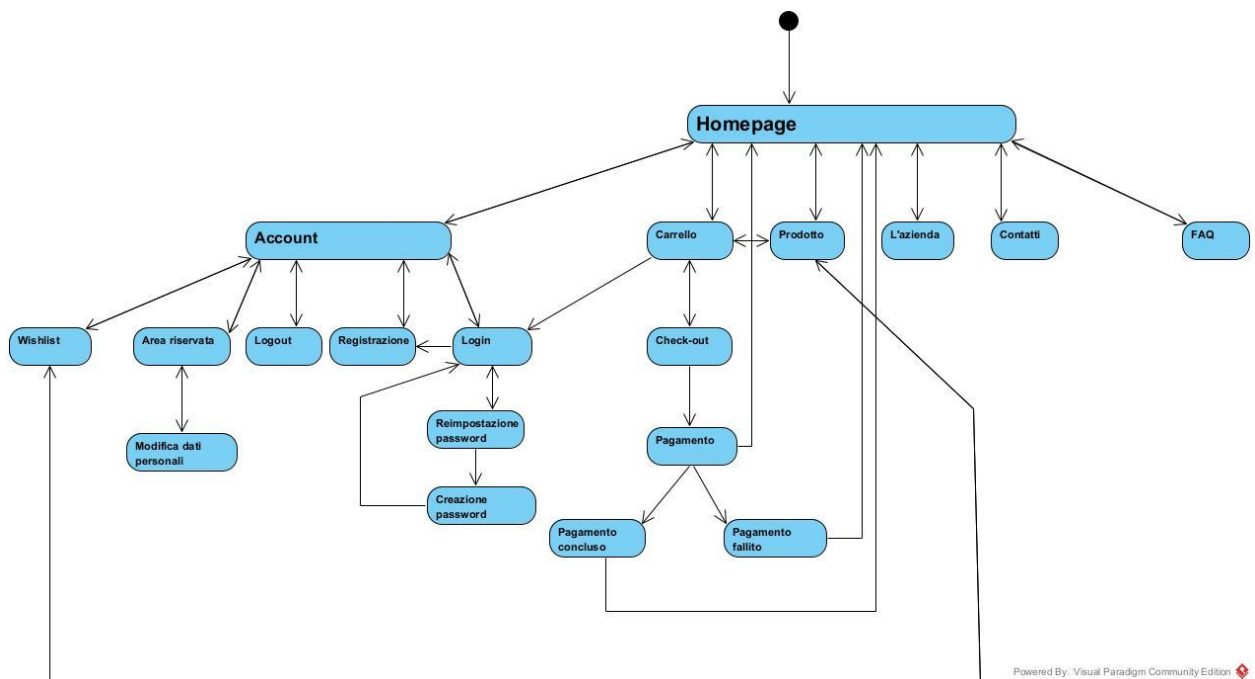 Homepage
Account
Carrello
Prodotto
L'azienda
Contatti
FAQ
Wishlist
Area riservata
Logout
Registrazione
Login
Check-out
Reimpostazione
password
Modifica dati
personali
Pagamento
Creazione
password
Pagamento
concluso
Pagamento
fallito
Powered By Visual Paradigm Community Edition